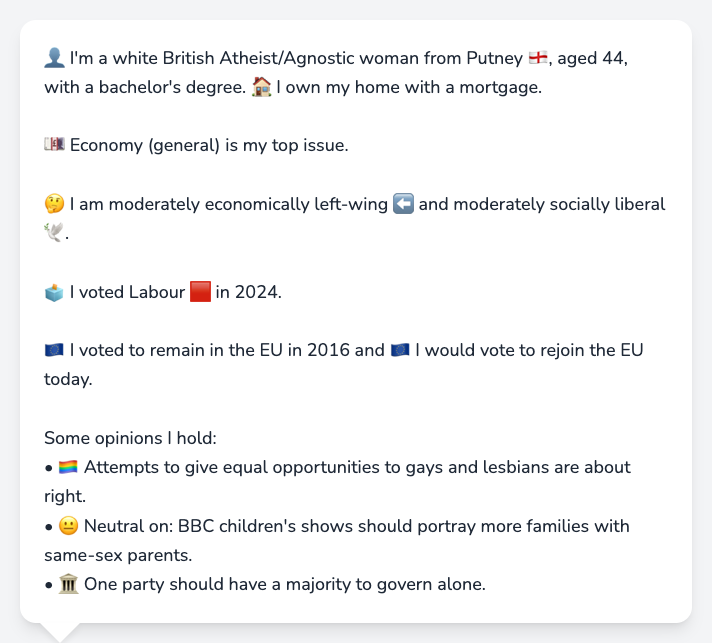 👤 I'm a white British Atheist/Agnostic woman from Putney 🏴󠁧󠁢󠁥󠁮󠁧󠁿, aged 44,
with a bachelor's degree. 🏠 I own my home with a mortgage.
💷 Economy (general) is my top issue.
🤔 I am moderately economically left-wing ⬅️ and moderately socially liberal
🕊️.
🗳️ I voted Labour 🟥 in 2024.
🇪🇺 I voted to remain in the EU in 2016 and 🇪🇺 I would vote to rejoin the EU
today.
Some opinions I hold:
• 🏳️‍🌈 Attempts to give equal opportunities to gays and lesbians are about
right.
• 😐 Neutral on: BBC children's shows should portray more families with
same-sex parents.
• 🏛️ One party should have a majority to govern alone.